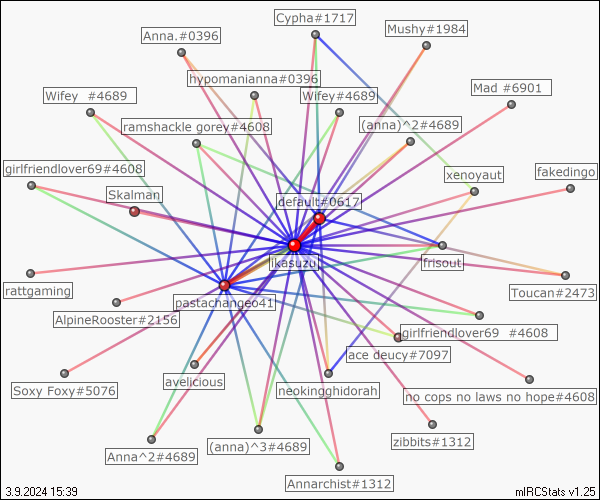 Cypha#1717
Mushy#1984
Anna.#0396
hypomanianna#0396
Mad #6901
Wifey  #4689
Wifey#4689
ramshackle gorey#4608
(anna)^2#4689
girlfriendlover69#4608
xenoyaut
fakedingo
Skalman
default#0617
likasuzu
frisout
rattgaming
pastachange041
Toucan#2473
AlpineRooster#2156
girlfriendlover69  #4608
ace deucy#7097
Soxy Foxy#5076
avelicious
neokingghidorah
no cops no laws no hope#4608
Anna^2#4689
(anna)^3#4689
zibbits#1312
Annarchist#1312
3.9.2024 15:39
mIRCStats v1.25